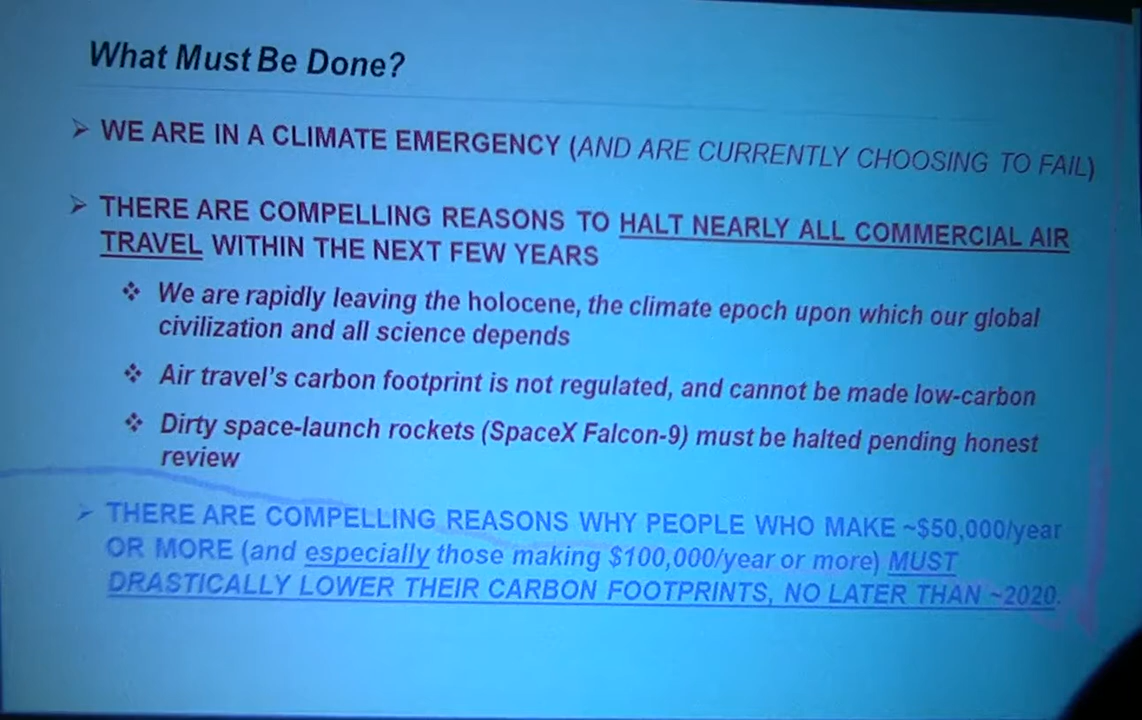 What Must Be Done?
➢ WE ARE IN A CLIMATE EMERGENCY (AND ARE CURRENTLY CHOOSING TO FAIL)
➢ THERE ARE COMPELLING REASONS TO HALT NEARLY ALL COMMERCIAL AIR
TRAVEL WITHIN THE NEXT FEW YEARS
❖ We are rapidly leaving the holocene, the climate epoch upon which our global
civilization and all science depends
❖ Air travel's carbon footprint is not regulated, and cannot be made low-carbon
❖ Dirty space-launch rockets (SpaceX Falcon-9) must be halted pending honest
review
➢ THERE ARE COMPELLING REASONS WHY PEOPLE WHO MAKE ~$50,000/year
OR MORE (and especially those making $100,000/year or more) MUST
DRASTICALLY LOWER THEIR CARBON FOOTPRINTS, NO LATER THAN ~2020.